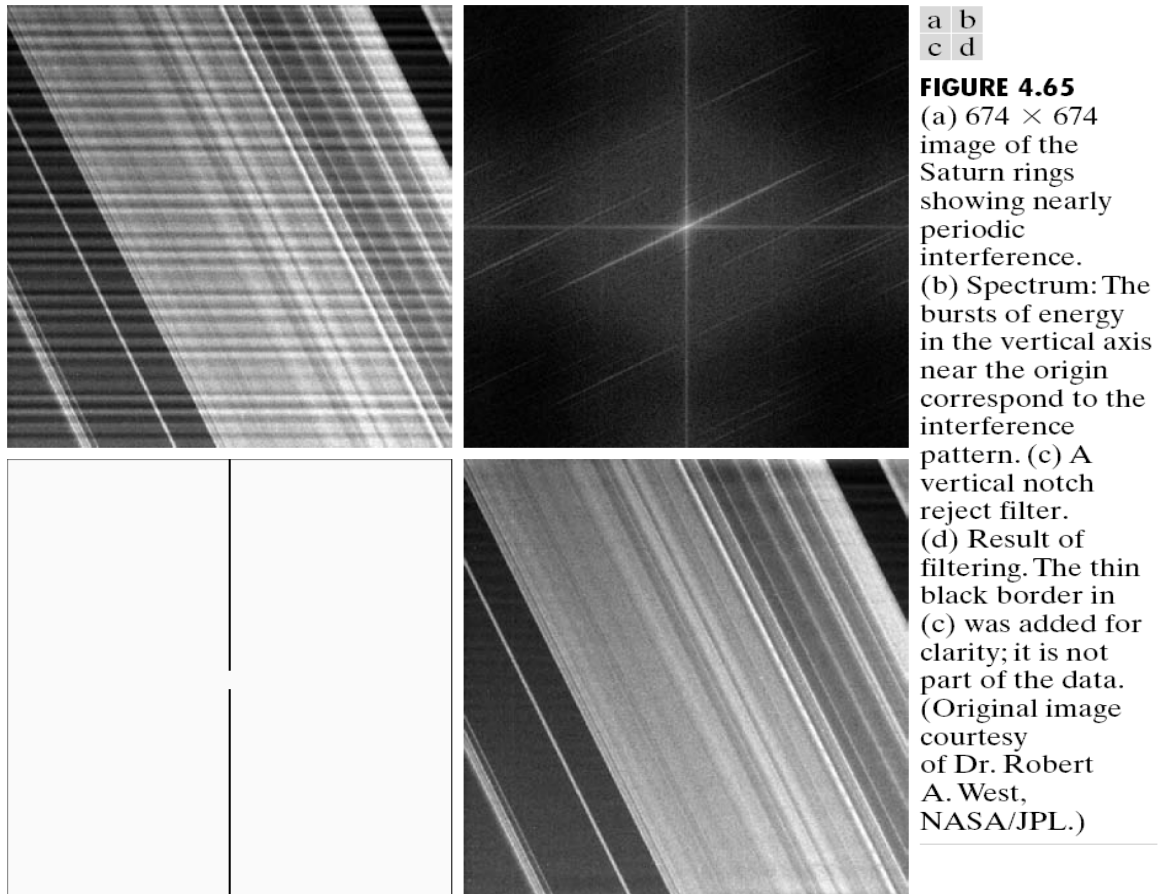 a b
c d
FIGURE 4.65
(a) 674 × 674
image of the
Saturn rings
showing nearly
periodic
interference.
(b) Spectrum: The
bursts of energy
in the vertical axis
near the origin
correspond to the
interference
pattern. (c) A
vertical notch
reject filter.
(d) Result of
filtering. The thin
black border in
(c) was added for
clarity; it is not
part of the data.
(Original image
courtesy
of Dr. Robert
A. West,
NASA/JPL.)